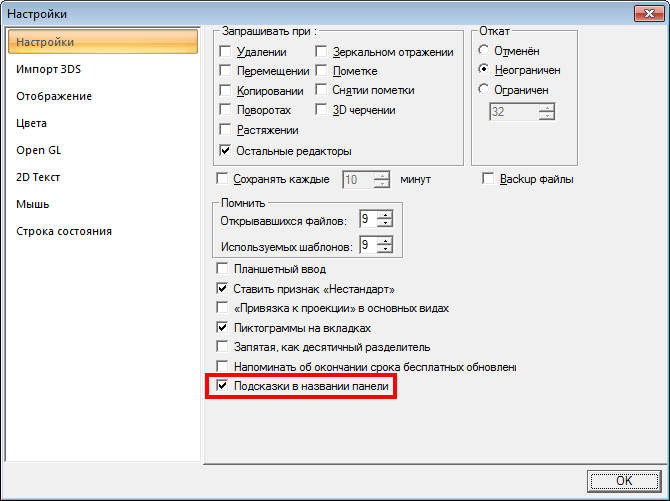 Настройки
Настройки
Импорт 3DS
Отображение
Цвета
Open GL
2D Текст
Мышь
Строка состояния
Запрашивать при :
Удалении
Зеркальном отражении
Перемещении
Пометке
Копировании
Снятии пометки
Поворотах
3D черчении
Растяжении
Остальные редакторы
Откат
Отменён
Неограничен
Ограничен
32
Сохранять каждые 10 минут
Backup файлы
Помнить
Открывавшихся файлов: 9
Используемых шаблонов: 9
Планшетный ввод
Ставить признак «Нестандарт»
«Привязка к проекции» в основных видах
Пиктограммы на вкладках
Запятая, как десятичный разделитель
Напоминать об окончании срока бесплатных обновлени
Подсказки в названии панели
OK